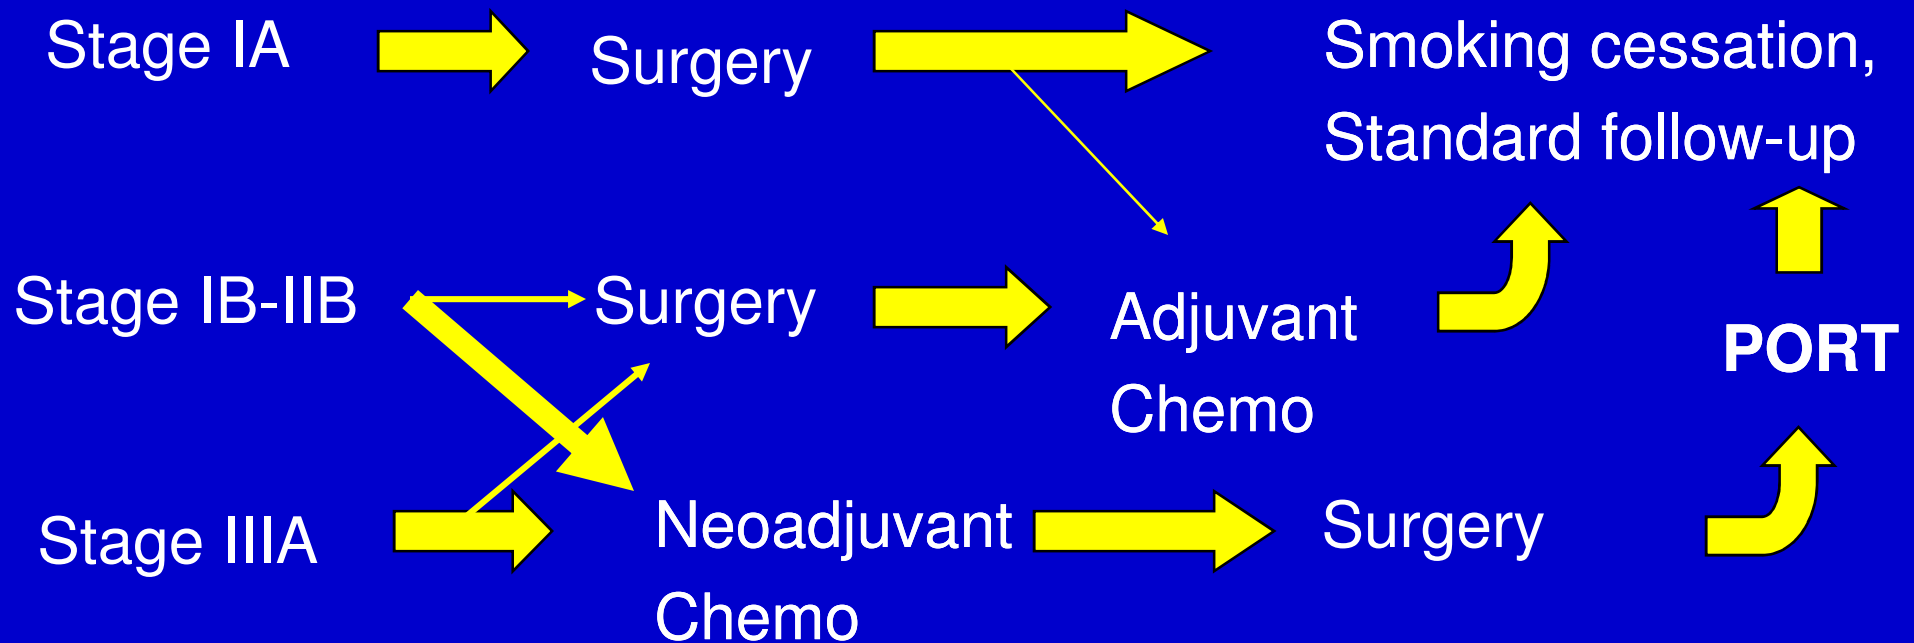 Stage IA
Surgery
Smoking cessation,
Standard follow-up
Stage IB-IIB
Surgery
Adjuvant
Chemo
PORT
Stage IIIA
Neoadjuvant
Chemo
Surgery